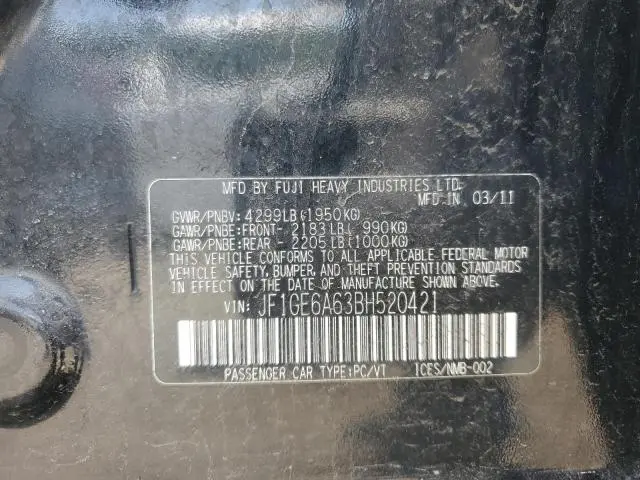 MFD BY FUJI HEAVY INDUSTRIES LTD.
MFD IN 03/11
GVWR/PNBV: 4299LB(1950KG)
GAWR/PNBE:FRONT- 2183LB( 990KG)
GAWR/PNBE:REAR - 2205LB(1000KG)
THIS VEHICLE CONFORMS TO ALL APPLICABLE FEDERAL MOTOR
VEHICLE SAFETY, BUMPER, AND THEFT PREVENTION STANDARDS
IN EFFECT ON THE DATE OF MANUFACTURE SHOWN ABOVE.
VIN: JF1GE6A63BH520421
PASSENGER CAR TYPE:PC/VT ICES/NMB-002